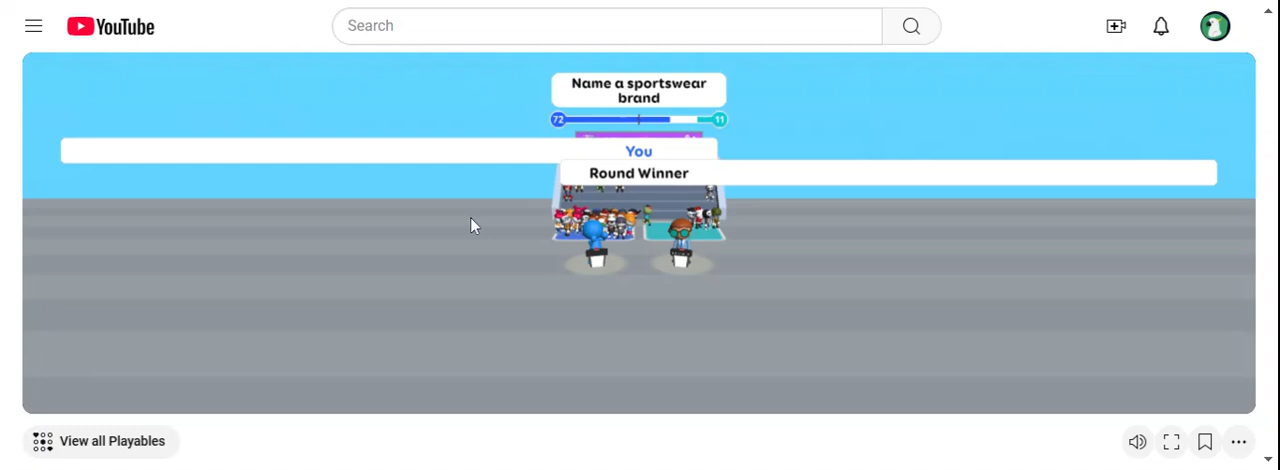 YouTube
Search
Name a sportswear
brand
72
11
You
Round Winner
View all Playables